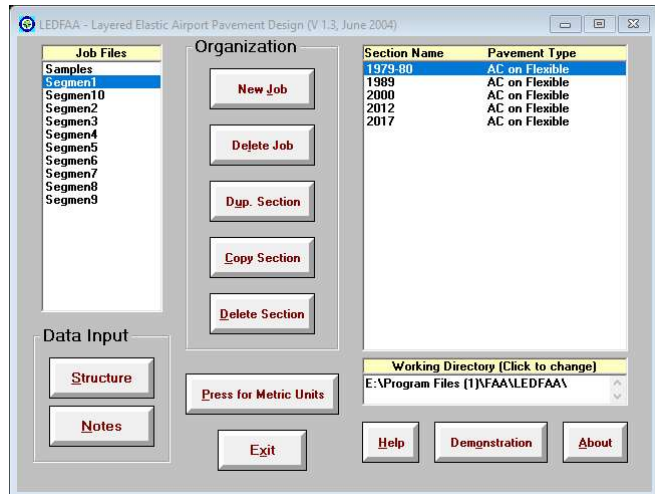 LEDFAA - Layered Elastic Airport Pavement Design (V 1.3, June 2004)
Job Files
Samples
Segmen1
Segmen10
Segmen2
Segmen3
Segmen4
Segmen5
Segmen6
Segmen7
Segmen8
Segmen9
Organization
New Job
Delete Job
Dup. Section
Copy Section
Delete Section
Section Name Pavement Type
1979-80 AC on Flexible
1989 AC on Flexible
2000 AC on Flexible
2012 AC on Flexible
2017 AC on Flexible
Data Input
Structure
Notes
Press for Metric Units
Exit
Working Directory (Click to change)
E:\Program Files (1)\FAA\LEDFAA\
Help
Demonstration
About